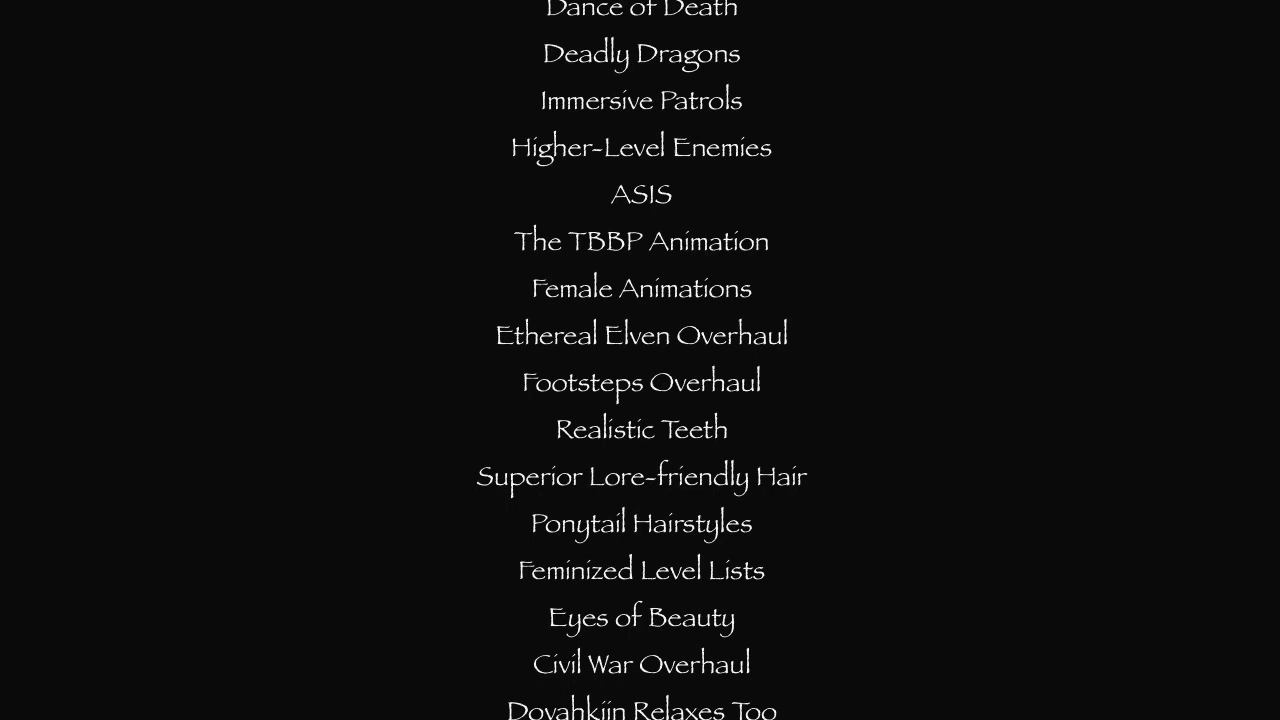 Dance of Death
Deadly Dragons
Immersive Patrols
Higher-Level Enemies
ASIS
The TBBP Animation
Female Animations
Ethereal Elven Overhaul
Footsteps Overhaul
Realistic Teeth
Superior Lore-friendly Hair
Ponytail Hairstyles
Feminized Level Lists
Eyes of Beauty
Civil War Overhaul
Dovahkiin Relaxes Too